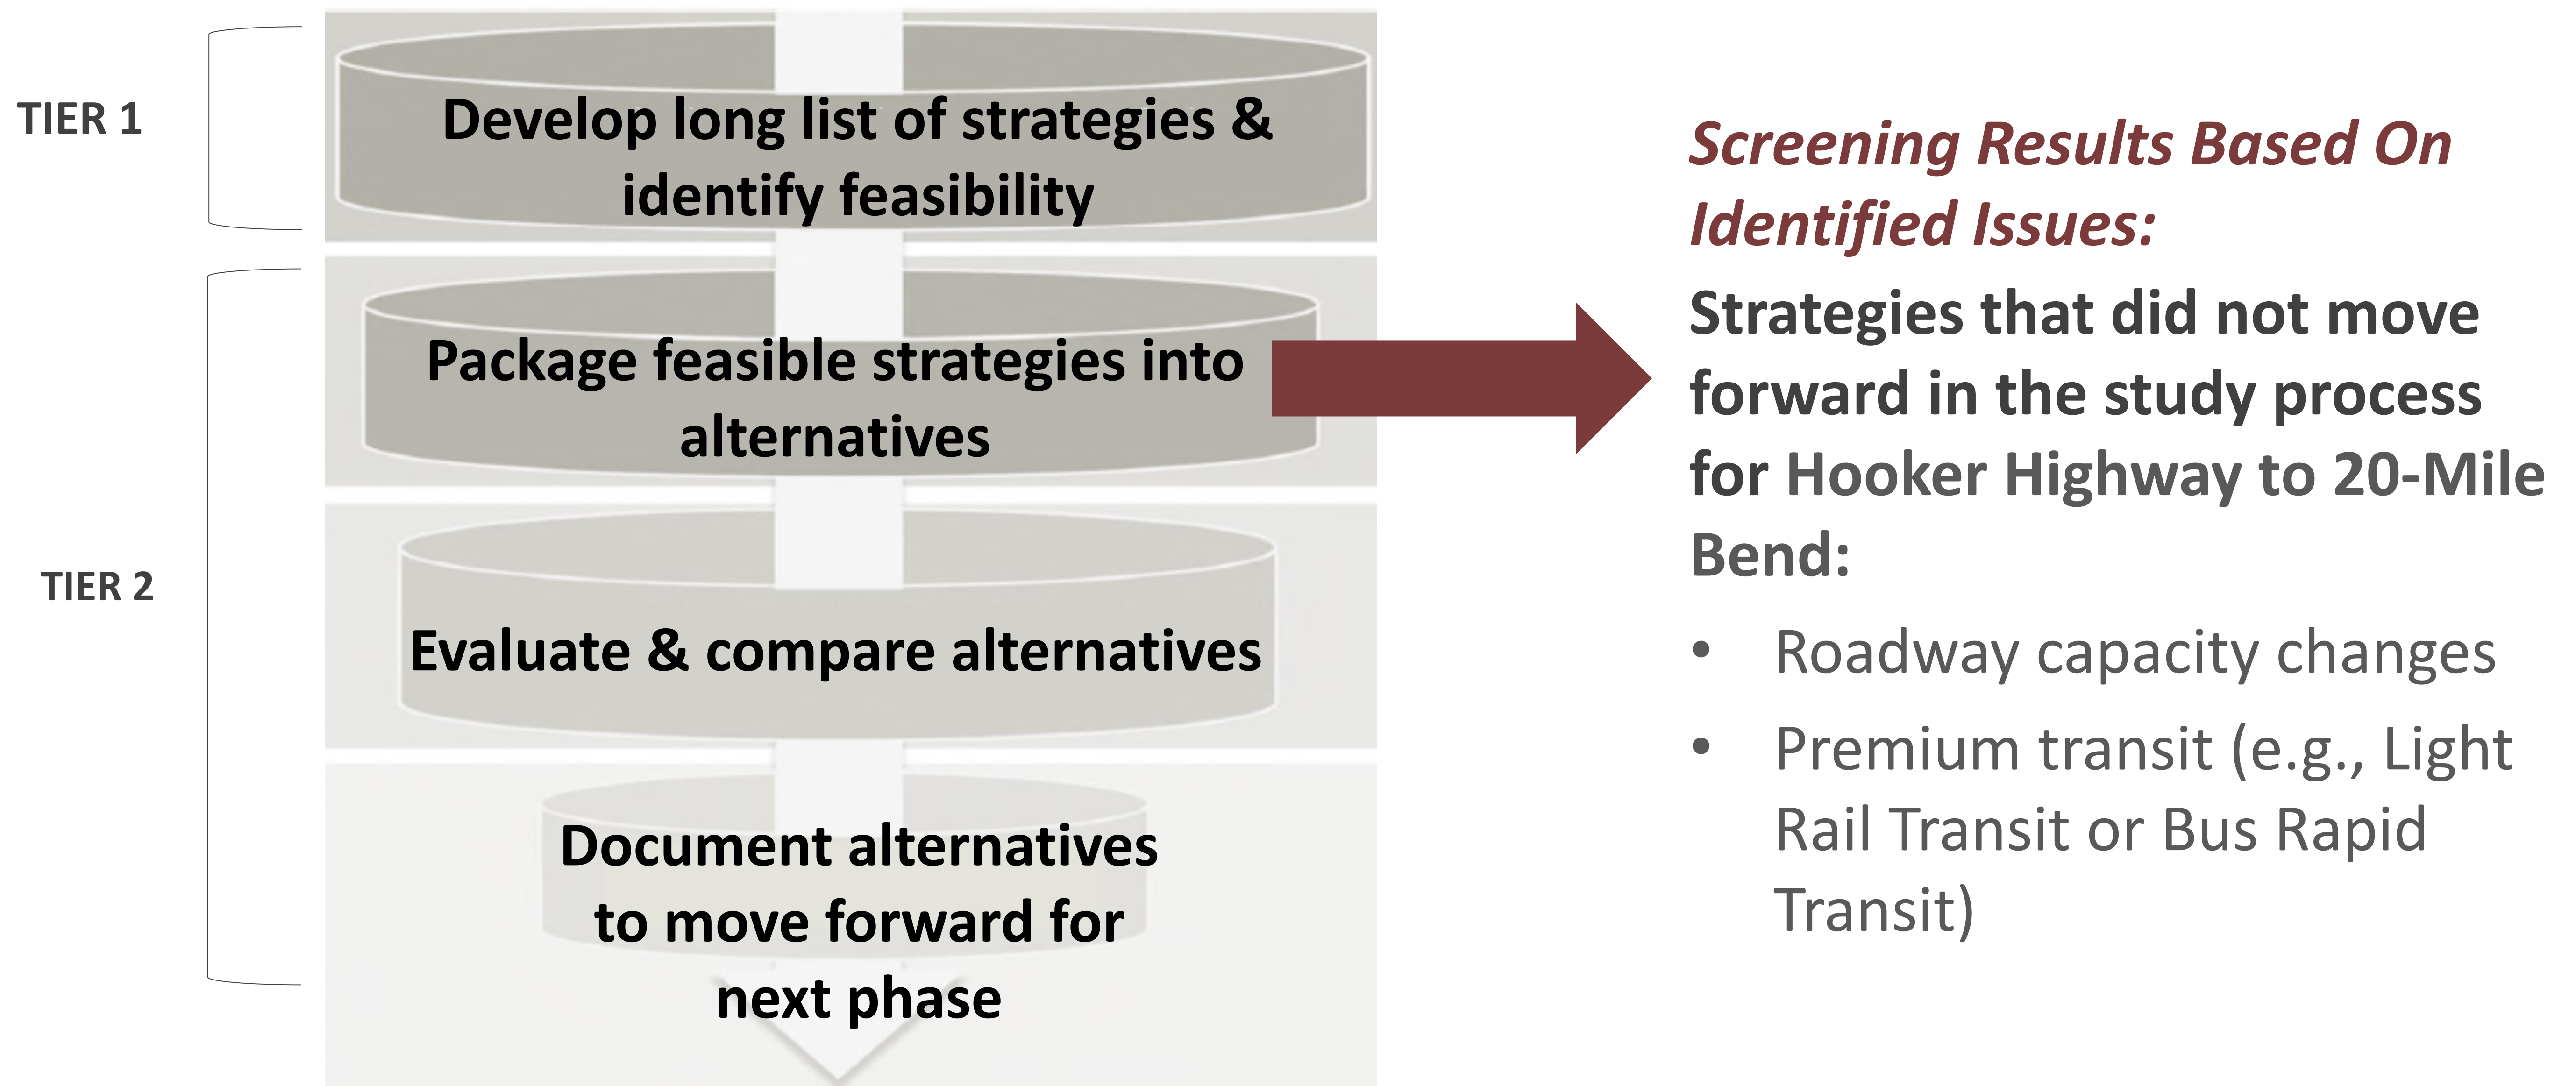 TIER 1
Develop long list of strategies &
identify feasibility
TIER 2
Package feasible strategies into
alternatives
Evaluate & compare alternatives
Document alternatives
to move forward for
next phase
Screening Results Based On
Identified Issues:
Strategies that did not move
forward in the study process
for Hooker Highway to 20-Mile
Bend:
• Roadway capacity changes
• Premium transit (e.g., Light
Rail Transit or Bus Rapid
Transit)